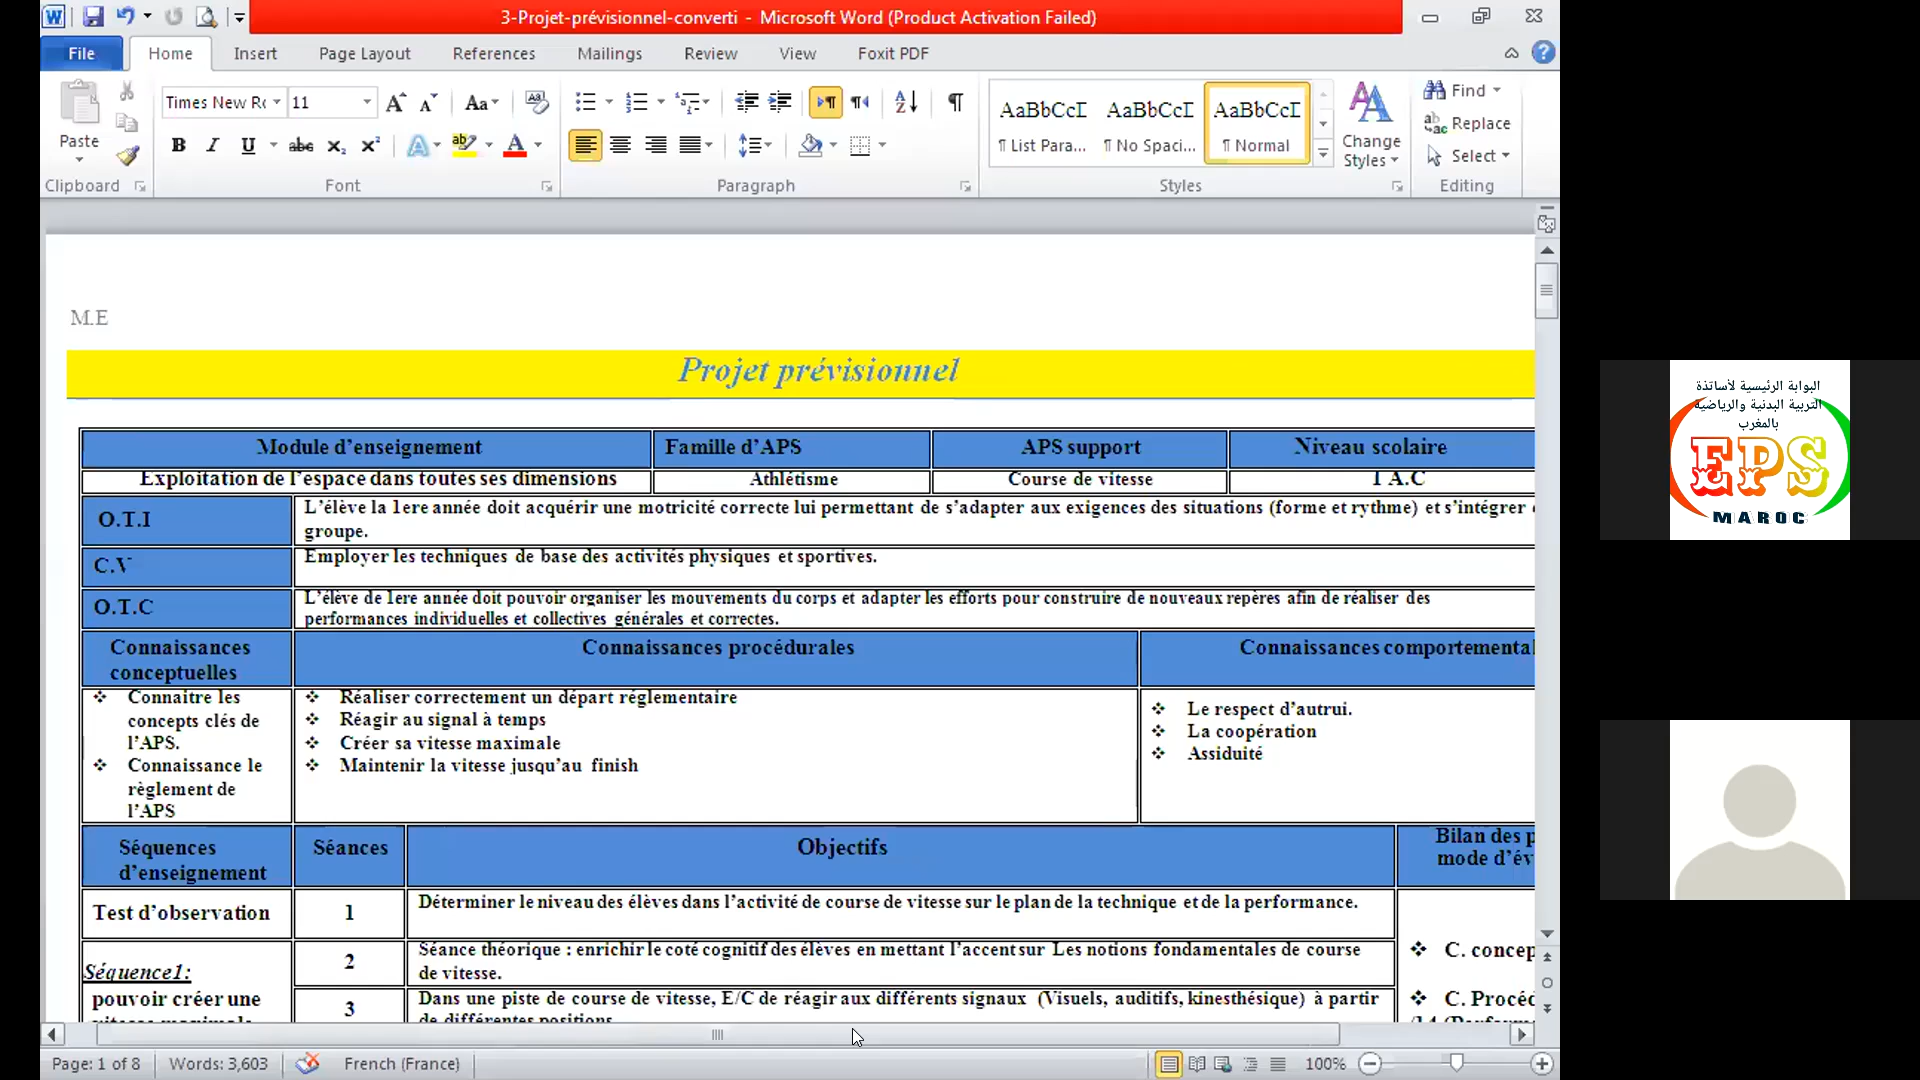 3-Projet-prévisionnel-converti - Microsoft Word (Product Activation Failed)
File Home Insert Page Layout References Mailings Review View Foxit PDF
Times New Ro 11
Paste
Clipboard Font Paragraph Styles Editing
AaBbCcI AaBbCcI AaBbCcI
¶ List Para... ¶ No Spaci... ¶ Normal
Change Styles
Find
Replace
Select
M.E
Projet prévisionnel
Module d’enseignement Famille d’APS APS support Niveau scolaire
Exploitation de l’espace dans toutes ses dimensions Athlétisme Course de vitesse 1 A.C
O.T.I L’élève la 1ere année doit acquérir une motricité correcte lui permettant de s’adapter aux exigences des situations (forme et rythme) et s’intégrer
groupe.
C.V Employer les techniques de base des activités physiques et sportives.
O.T.C L’élève de 1ere année doit pouvoir organiser les mouvements du corps et adapter les efforts pour construire de nouveaux repères afin de réaliser des
performances individuelles et collectives générales et correctes.
Connaissances
conceptuelles
Connaissances procédurales
Connaissances comportemental
❖ Connaitre les
concepts clés de
l’APS.
❖ Connaissance le
règlement de
l’APS
❖ Réaliser correctement un départ réglementaire
❖ Réagir au signal à temps
❖ Créer sa vitesse maximale
❖ Maintenir la vitesse jusqu’au finish
❖ Le respect d’autrui.
❖ La coopération
❖ Assiduité
Séquences
d’enseignement
Séances
Objectifs
Bilan des p
mode d’év
Test d’observation 1 Déterminer le niveau des élèves dans l’activité de course de vitesse sur le plan de la technique et de la performance.
Séquence1:
pouvoir créer une
vitesse maximale
2 Séance théorique : enrichir le coté cognitif des élèves en mettant l’accent sur Les notions fondamentales de course
de vitesse.
3 Dans une piste de course de vitesse, E/C de réagir aux différents signaux (Visuels, auditifs, kinesthésique) à partir
de différentes positions
❖ C. concep
❖ C. Procéd
/14 (Perform
Page: 1 of 8 Words: 3,603 French (France) 100%
البوابة الرئيسية لأساتذة
التربية البدنية والرياضية
بالمغرب
EPS
MAROC